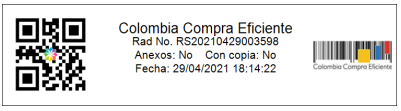 Colombia Compra Eficiente
Rad No. RS20210429003598
Anexos: No Con copia: No
Fecha: 29/04/2021 18:14:22
Colombia Compra Eficiente